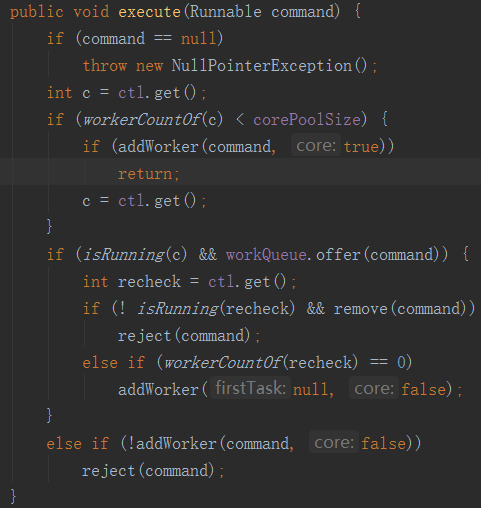 public void execute(Runnable command) {
    if (command == null)
        throw new NullPointerException();
    int c = ctl.get();
    if (workerCountOf(c) < corePoolSize) {
        if (addWorker(command, core: true))
            return;
        c = ctl.get();
    }
    if (isRunning(c) && workQueue.offer(command)) {
        int recheck = ctl.get();
        if (! isRunning(recheck) && remove(command))
            reject(command);
        else if (workerCountOf(recheck) == 0)
            addWorker( firstTask: null, core: false);
    }
    else if (!addWorker(command, core: false))
        reject(command);
}